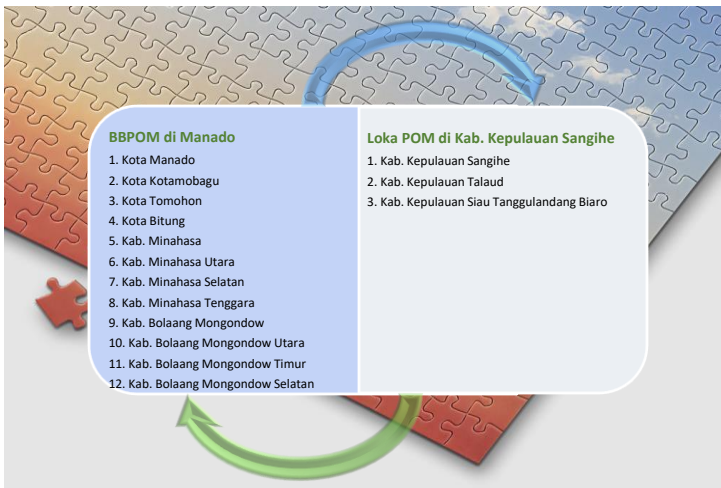 BBPOM di Manado
1. Kota Manado
2. Kota Kotamobagu
3. Kota Tomohon
4. Kota Bitung
5. Kab. Minahasa
6. Kab. Minahasa Utara
7. Kab. Minahasa Selatan
8. Kab. Minahasa Tenggara
9. Kab. Bolaang Mongondow
10. Kab. Bolaang Mongondow Utara
11. Kab. Bolaang Mongondow Timur
12. Kab. Bolaang Mongondow Selatan
Loka POM di Kab. Kepulauan Sangihe
1. Kab. Kepulauan Sangihe
2. Kab. Kepulauan Talaud
3. Kab. Kepulauan Siau Tanggulandang Biaro